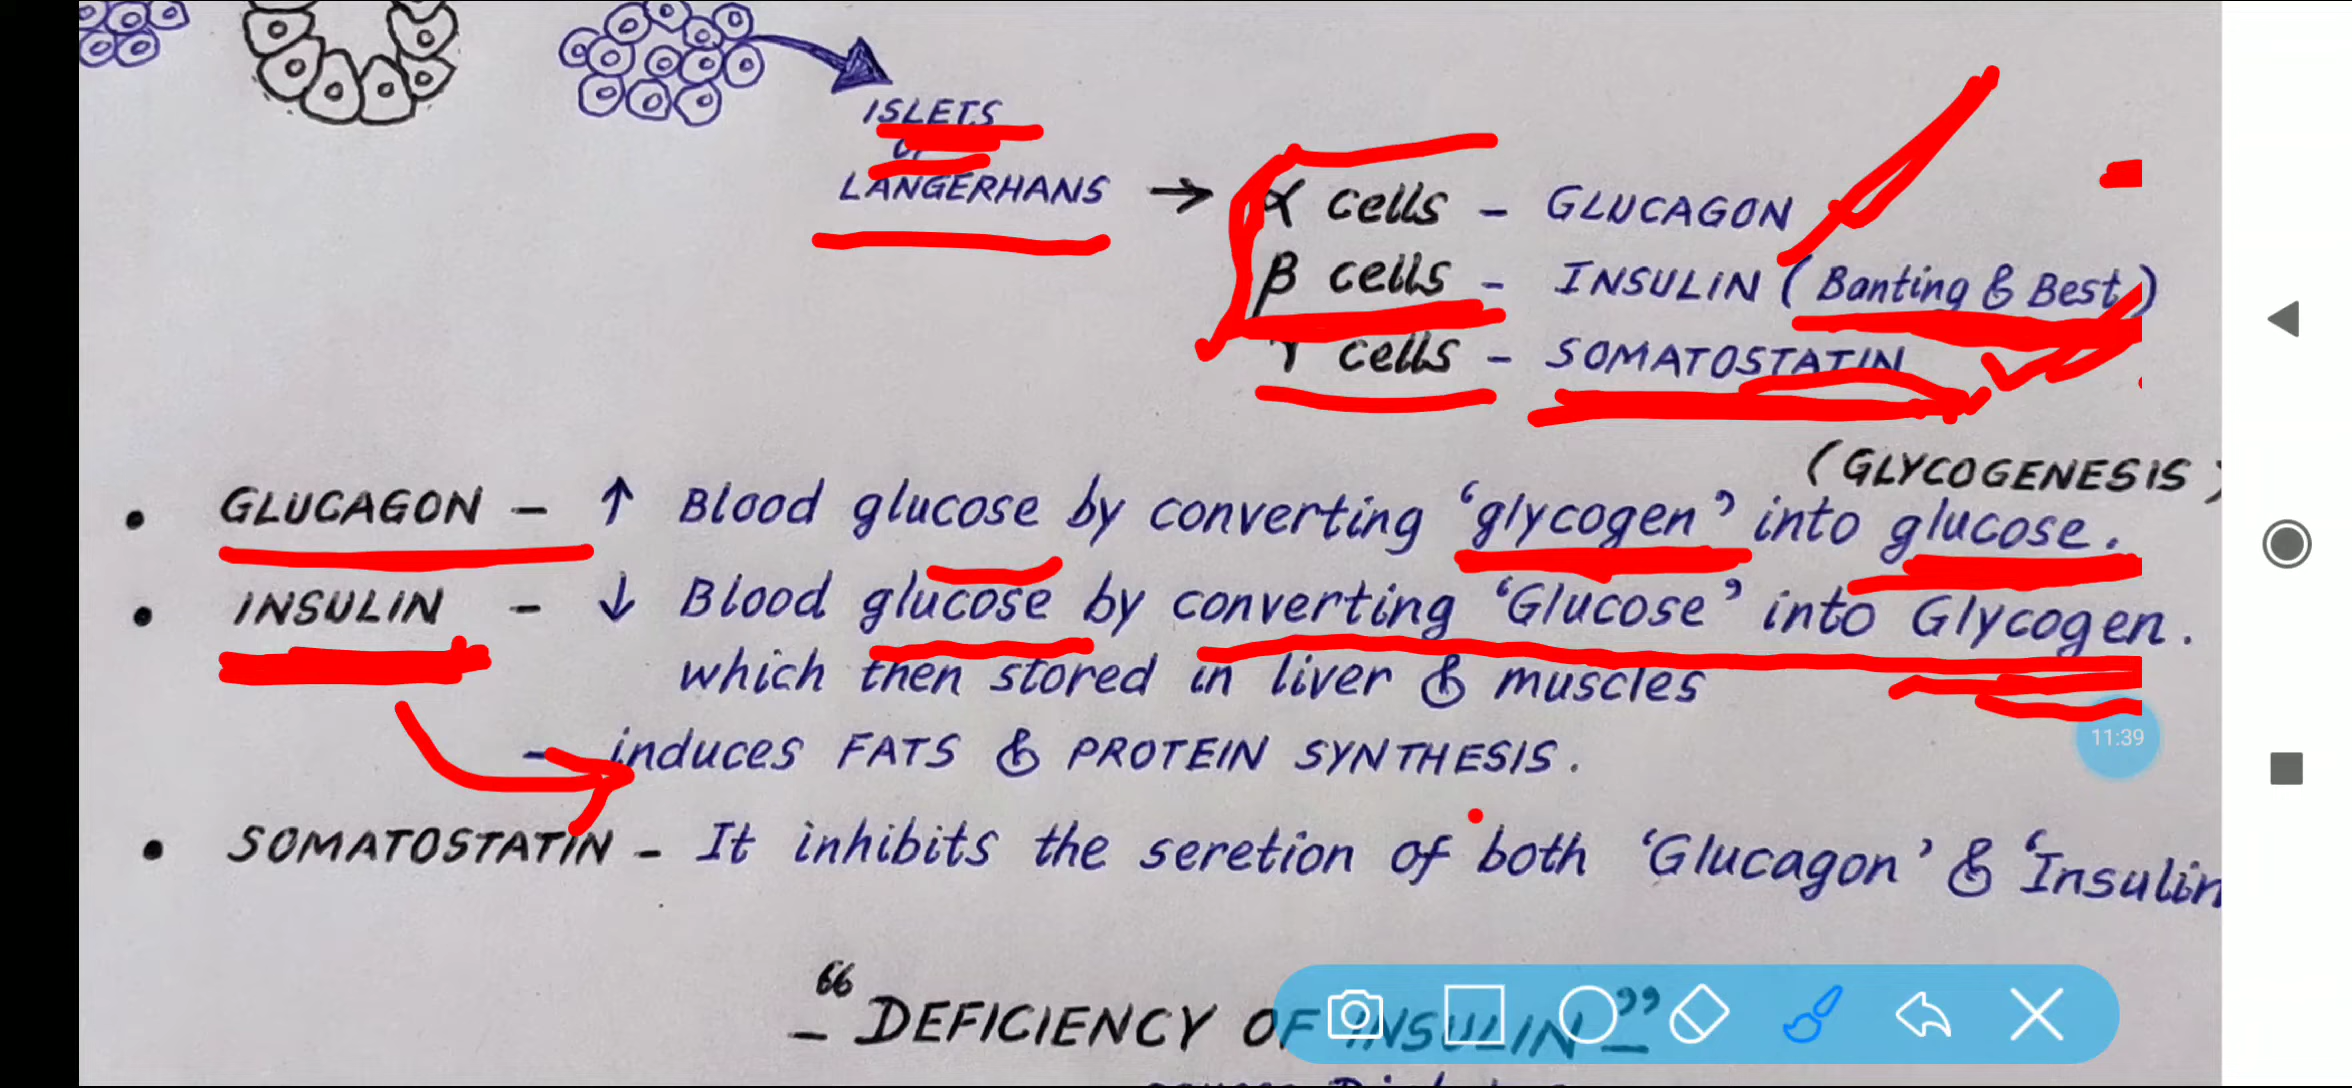 ISLETS
OF
LANGERHANS → α cells - GLUCAGON
β cells - INSULIN (Banting & Best)
γ cells - SOMATOSTATIN
(GLYCOGENESIS)
• GLUCAGON - ↑ Blood glucose by converting 'glycogen' into glucose.
• INSULIN - ↓ Blood glucose by converting 'Glucose' into Glycogen.
which then stored in liver & muscles
11:39
- induces FATS & PROTEIN SYNTHESIS.
• SOMATOSTATIN - It inhibits the seretion of both 'Glucagon' & 'Insulin
"DEFICIENCY OF INSULIN"